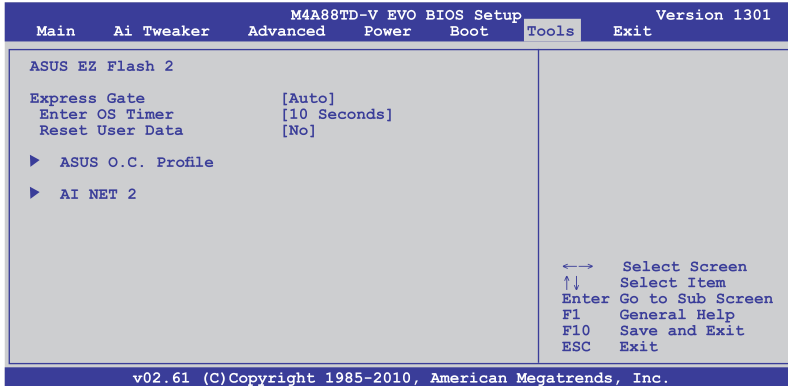 M4A88TD-V EVO BIOS Setup Version 1301
Main Ai Tweaker Advanced Power Boot Tools Exit
ASUS EZ Flash 2
Express Gate [Auto]
Enter OS Timer [10 Seconds]
Reset User Data [No]
ASUS O.C. Profile
AI NET 2
←→ Select Screen
↑↓ Select Item
Enter Go to Sub Screen
F1 General Help
F10 Save and Exit
ESC Exit
v02.61 (C)Copyright 1985-2010, American Megatrends, Inc.